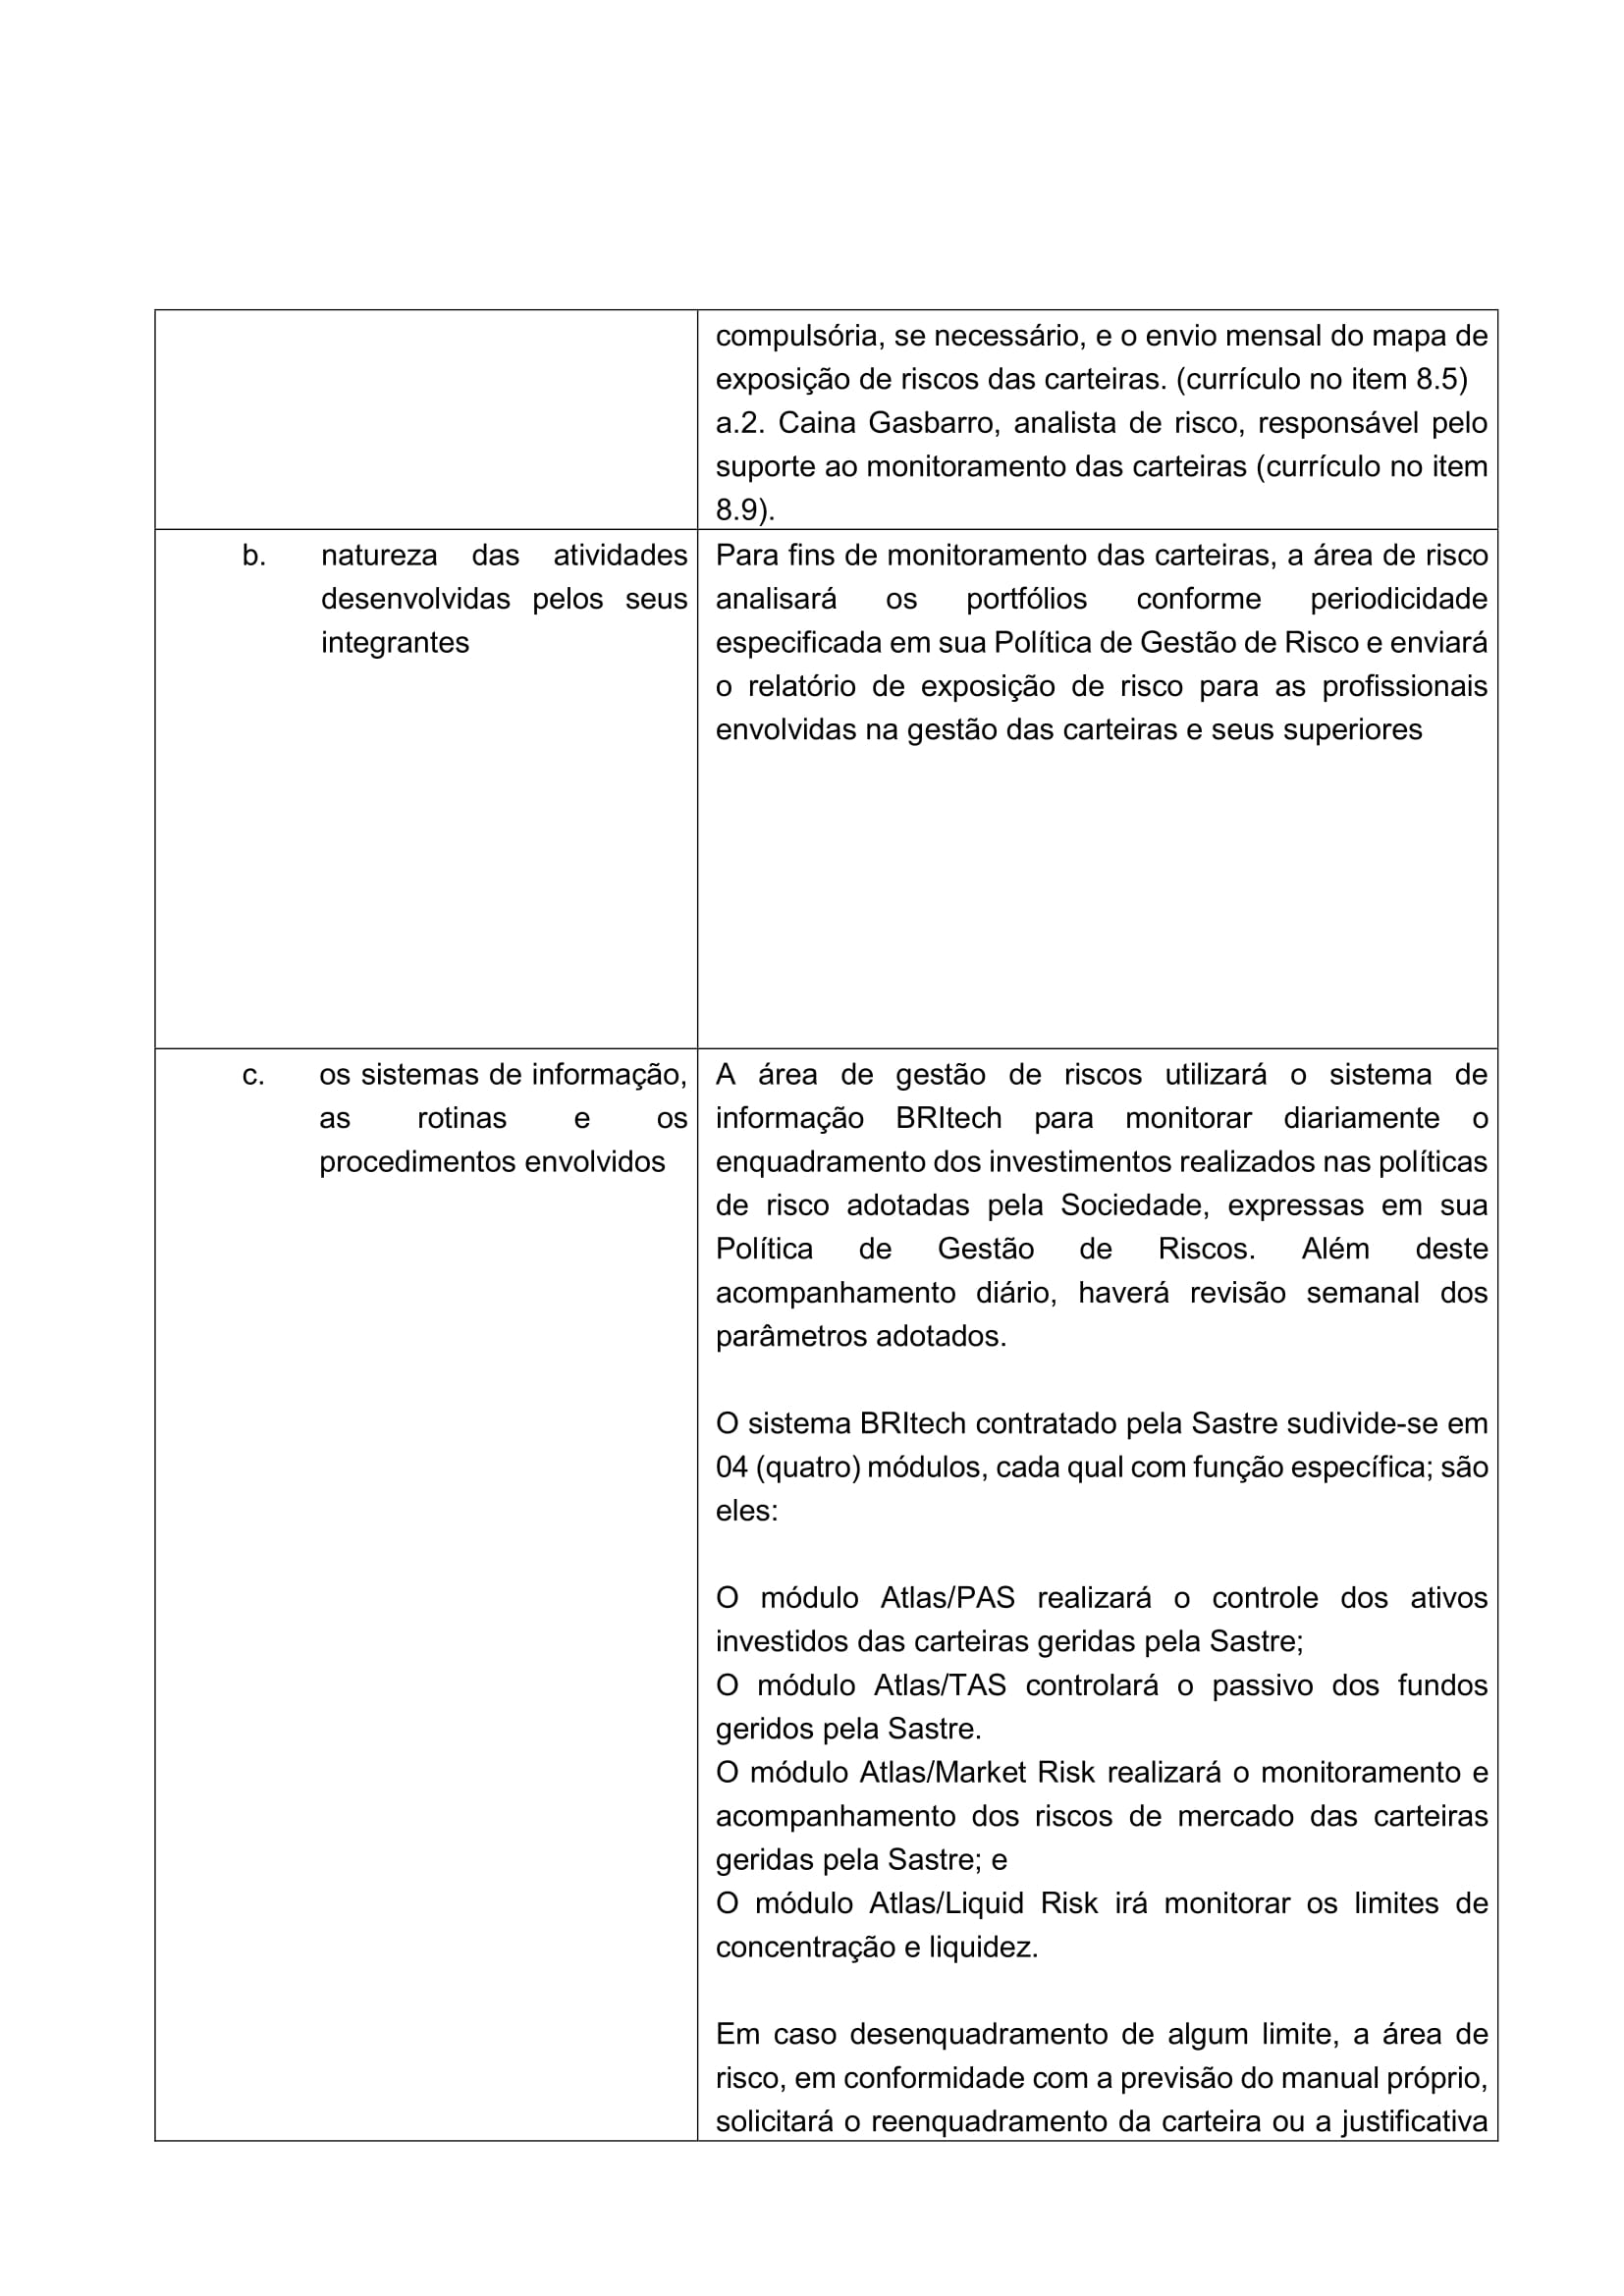 compulsória, se necessário, e o envio mensal do mapa de
exposição de riscos das carteiras. (currículo no item 8.5)
a.2. Caina Gasbarro, analista de risco, responsável pelo
suporte ao monitoramento das carteiras (currículo no item
8.9).
b. natureza das atividades
desenvolvidas pelos seus
integrantes
Para fins de monitoramento das carteiras, a área de risco
analisará os portfólios conforme periodicidade
especificada em sua Política de Gestão de Risco e enviará
o relatório de exposição de risco para as profissionais
envolvidas na gestão das carteiras e seus superiores
c. os sistemas de informação,
as rotinas e os
procedimentos envolvidos
A área de gestão de riscos utilizará o sistema de
informação BRItech para monitorar diariamente o
enquadramento dos investimentos realizados nas políticas
de risco adotadas pela Sociedade, expressas em sua
Política de Gestão de Riscos. Além deste
acompanhamento diário, haverá revisão semanal dos
parâmetros adotados.
O sistema BRItech contratado pela Sastre sudivide-se em
04 (quatro) módulos, cada qual com função específica; são
eles:
O módulo Atlas/PAS realizará o controle dos ativos
investidos das carteiras geridas pela Sastre;
O módulo Atlas/TAS controlará o passivo dos fundos
geridos pela Sastre.
O módulo Atlas/Market Risk realizará o monitoramento e
acompanhamento dos riscos de mercado das carteiras
geridas pela Sastre; e
O módulo Atlas/Liquid Risk irá monitorar os limites de
concentração e liquidez.
Em caso desenquadramento de algum limite, a área de
risco, em conformidade com a previsão do manual próprio,
solicitará o reenquadramento da carteira ou a justificativa